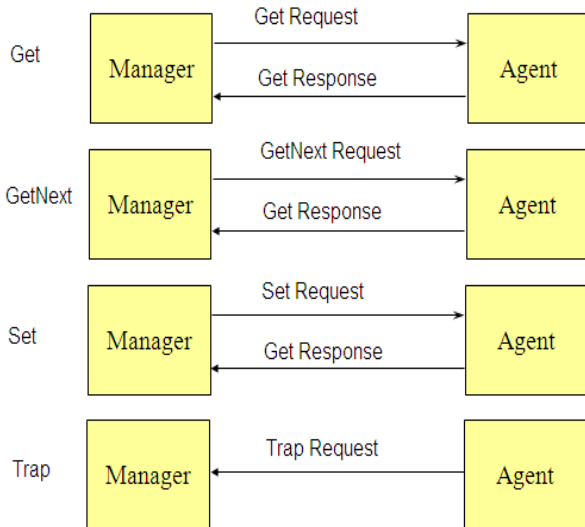 Get Request
Get
Manager
Agent
Get Response
GetNext Request
GetNext
Manager
Agent
Get Response
Set Request
Set
Manager
Agent
Get Response
Trap Request
Trap
Manager
Agent